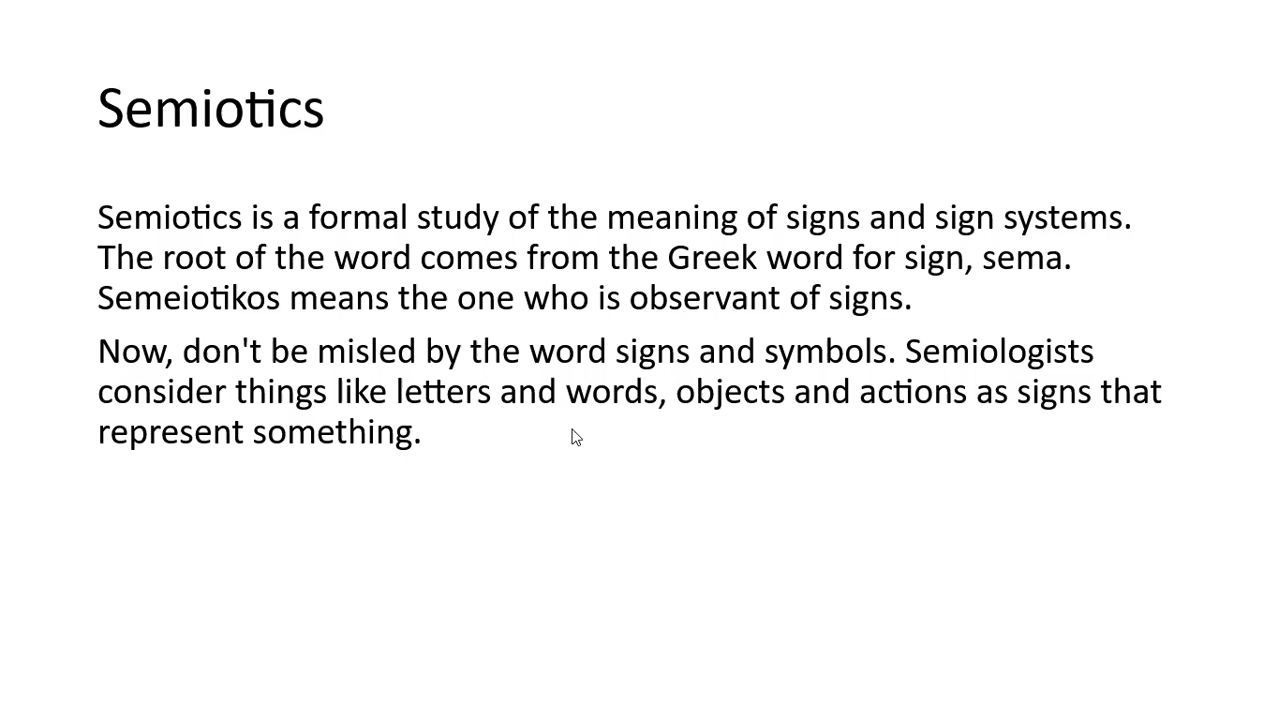 Semiotics
Semiotics is a formal study of the meaning of signs and sign systems.
The root of the word comes from the Greek word for sign, sema.
Semeiotikos means the one who is observant of signs.
Now, don't be misled by the word signs and symbols. Semiologists
consider things like letters and words, objects and actions as signs that
represent something.